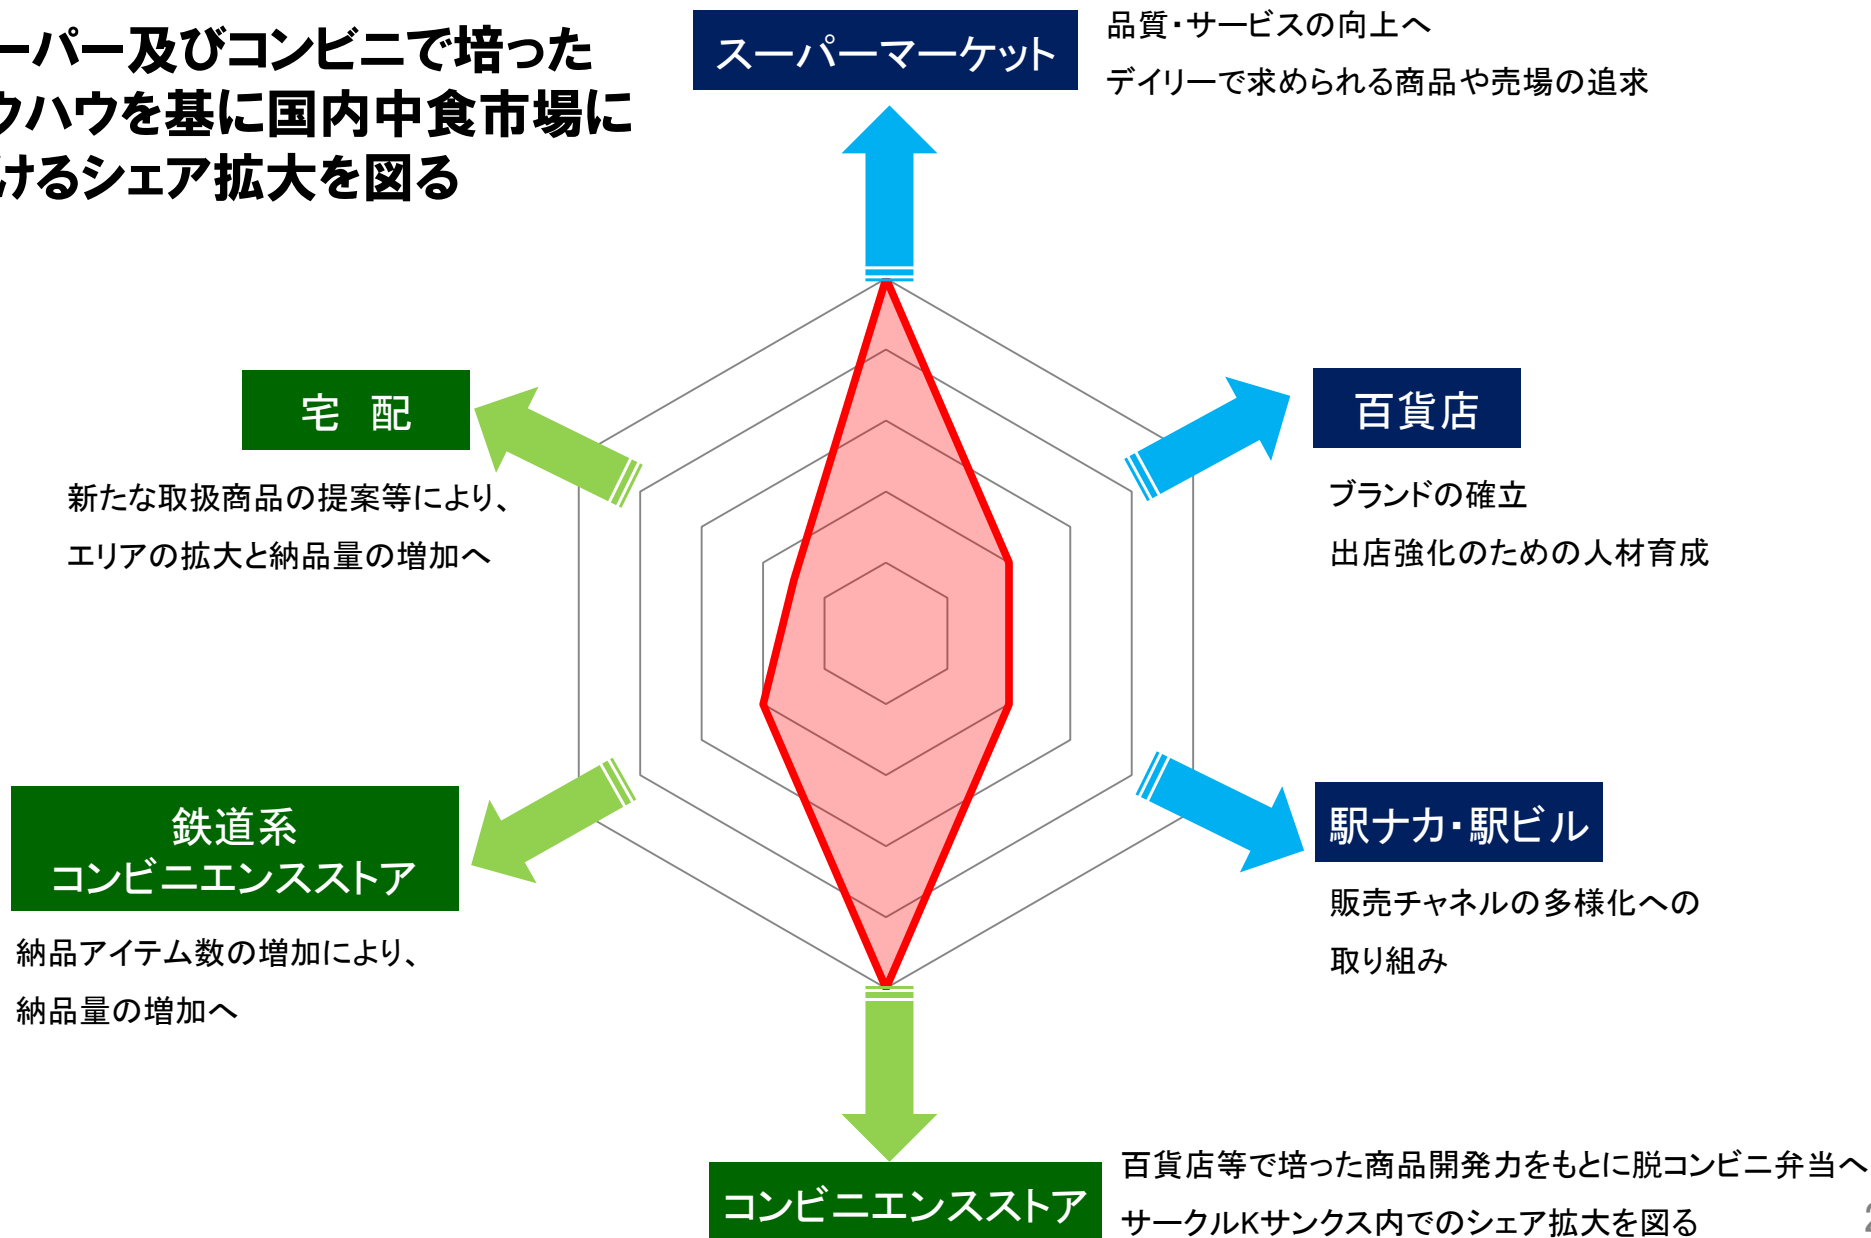 ーパー及びコンビニで培った
ウハウを基に国内中食市場に
けるシェア拡大を図る
スーパーマーケット
品質・サービスの向上へ
デイリーで求められる商品や売場の追求
宅 配
新たな取扱商品の提案等により、
エリアの拡大と納品量の増加へ
百貨店
ブランドの確立
出店強化のための人材育成
鉄道系
コンビニエンスストア
納品アイテム数の増加により、
納品量の増加へ
駅ナカ・駅ビル
販売チャネルの多様化への
取り組み
コンビニエンスストア
百貨店等で培った商品開発力をもとに脱コンビニ弁当へ
サークルKサンクス内でのシェア拡大を図る